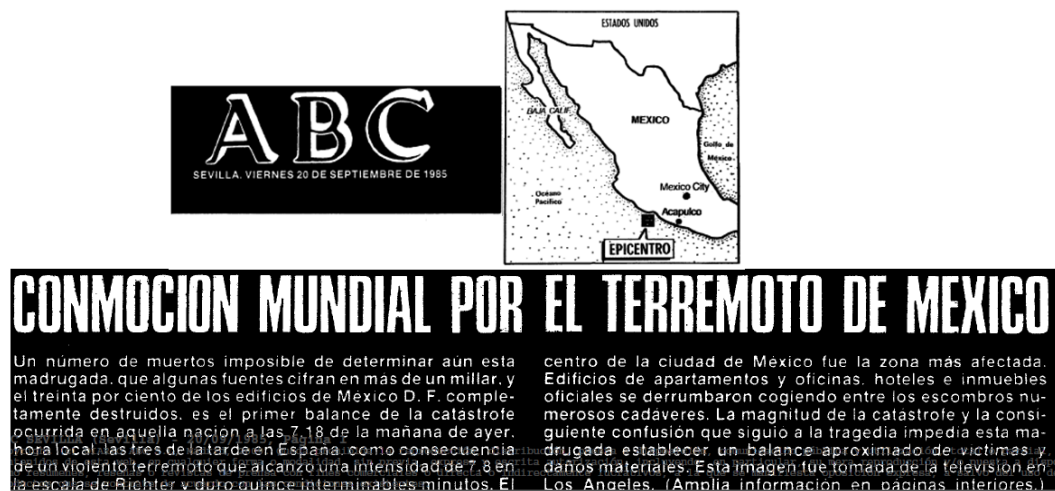 ESTADOS UNIDOS
BAJA CALIF.
MEXICO
Golfo de
México
Mexico City
Océano
Pacífico
Acapulco
EPICENTRO
ABC
SEVILLA, VIERNES 20 DE SEPTIEMBRE DE 1985
CONMOCION MUNDIAL POR EL TERREMOTO DE MEXICO
Un número de muertos imposible de determinar aún esta
madrugada, que algunas fuentes cifran en más de un millar, y
el treinta por ciento de los edificios de México D. F. comple-
tamente destruidos, es el primer balance de la catástrofe
ocurrida en aquella nación a las 7,18 de la mañana de ayer,
hora local, las tres de la tarde en España, como consecuencia
de un violento terremoto que alcanzó una intensidad de 7,8 en
la escala de Richter y duró quince interminables minutos. El
centro de la ciudad de México fue la zona más afectada.
Edificios de apartamentos y oficinas, hoteles e inmuebles
oficiales se derrumbaron cogiendo entre los escombros nu-
merosos cadáveres. La magnitud de la catástrofe y la consi-
guiente confusión que siguió a la tragedia impedía esta ma-
drugada establecer un balance aproximado de víctimas y
daños materiales. Esta imagen fue tomada de la televisión en
Los Angeles. (Amplia información en páginas interiores.)
C SEVILLA (Sevilla) - 20/09/1985, Página 1